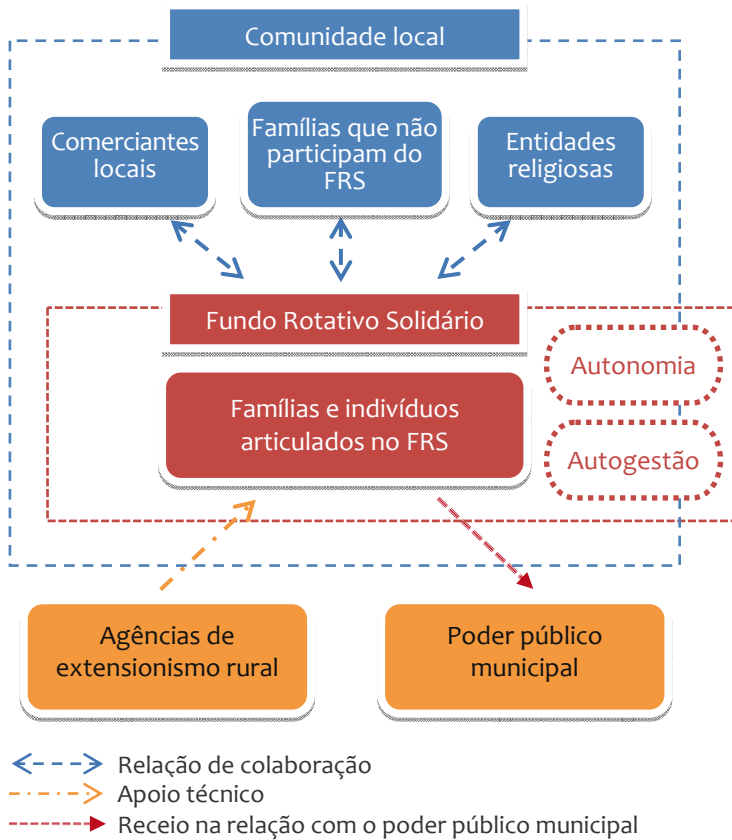 Comunidade local
Comerciantes
locais
Famílias que não
participam do
FRS
Entidades
religiosas
Fundo Rotativo Solidário
Famílias e indivíduos
articulados no FRS
Autonomia
Autogestão
Agências de
extensionismo rural
Poder público
municipal
Relação de colaboração
Apoio técnico
Receio na relação com o poder público municipal